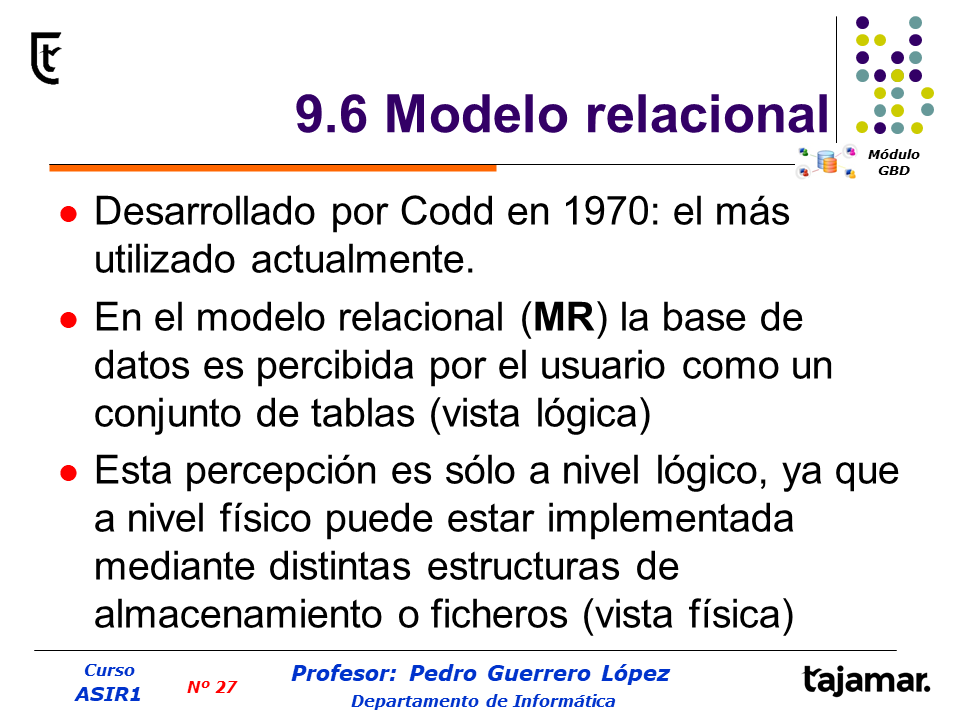 9.6 Modelo relacional
Módulo
GBD
● Desarrollado por Codd en 1970: el más
utilizado actualmente.
● En el modelo relacional (MR) la base de
datos es percibida por el usuario como un
conjunto de tablas (vista lógica)
● Esta percepción es sólo a nivel lógico, ya que
a nivel físico puede estar implementada
mediante distintas estructuras de
almacenamiento o ficheros (vista física)
Curso
ASIR1
Nº 27
Profesor: Pedro Guerrero López
Departamento de Informática
tajamar.